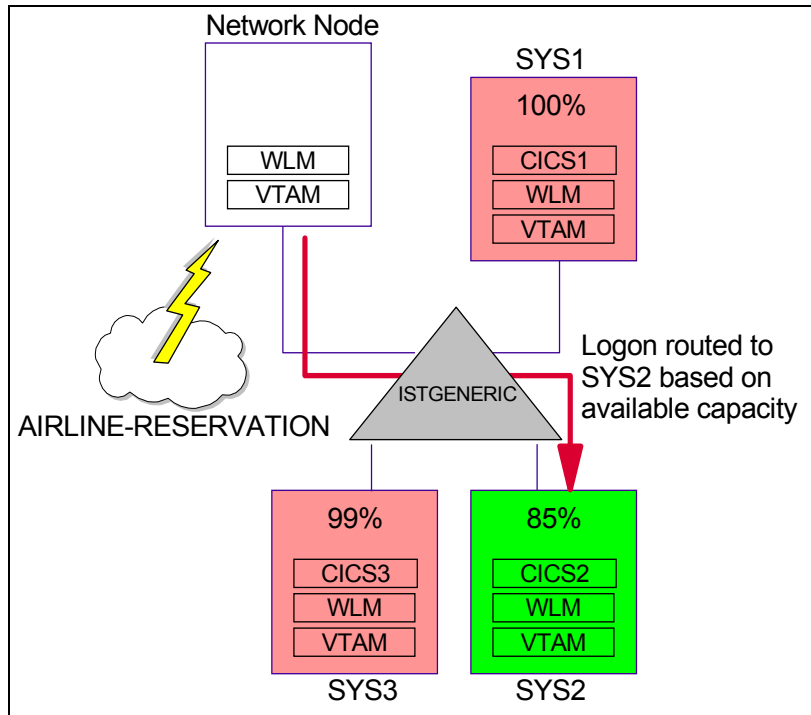 Network Node
WLM
VTAM
SYS1
100%
CICS1
WLM
VTAM
AIRLINE-RESERVATION
ISTGENERIC
Logon routed to
SYS2 based on
available capacity
99%
CICS3
WLM
VTAM
SYS3
85%
CICS2
WLM
VTAM
SYS2